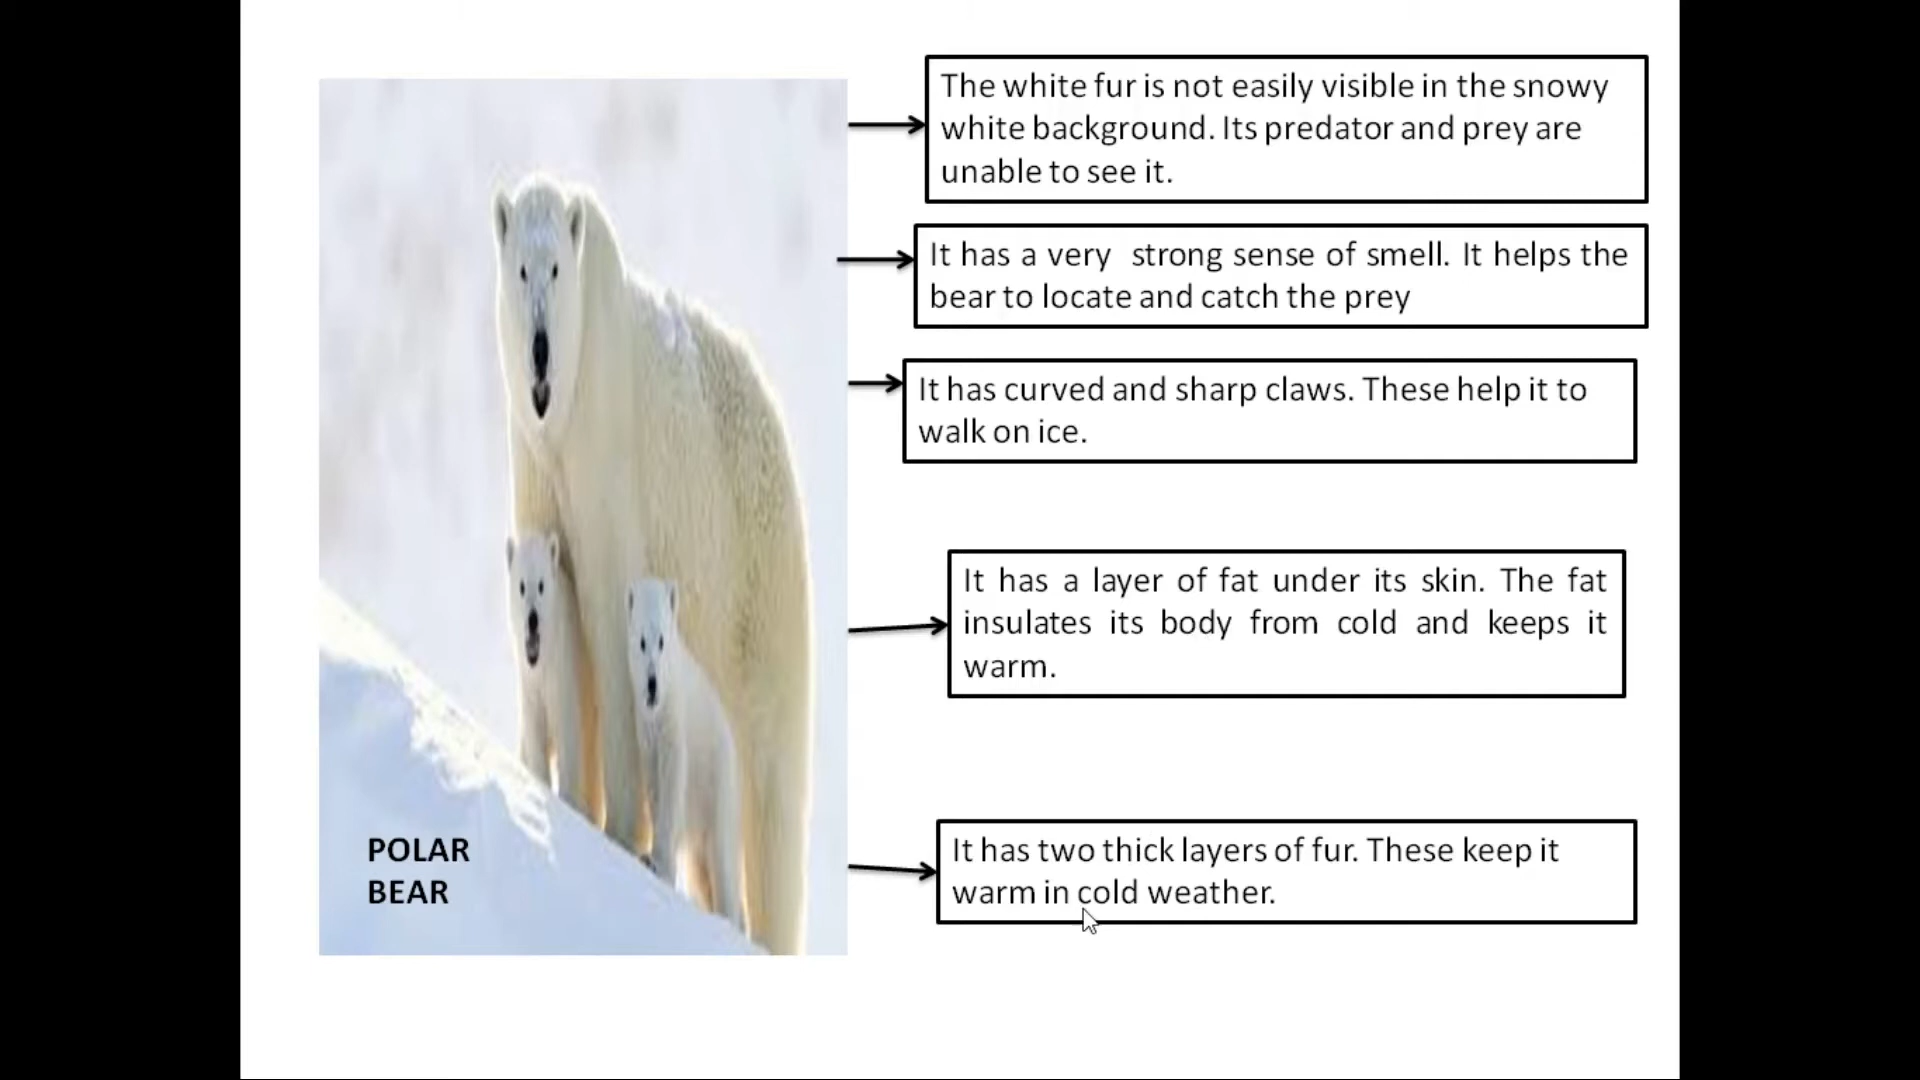 The white fur is not easily visible in the snowy
white background. Its predator and prey are
unable to see it.
It has a very strong sense of smell. It helps the
bear to locate and catch the prey
It has curved and sharp claws. These help it to
walk on ice.
It has a layer of fat under its skin. The fat
insulates its body from cold and keeps it
warm.
It has two thick layers of fur. These keep it
warm in cold weather.
POLAR
BEAR